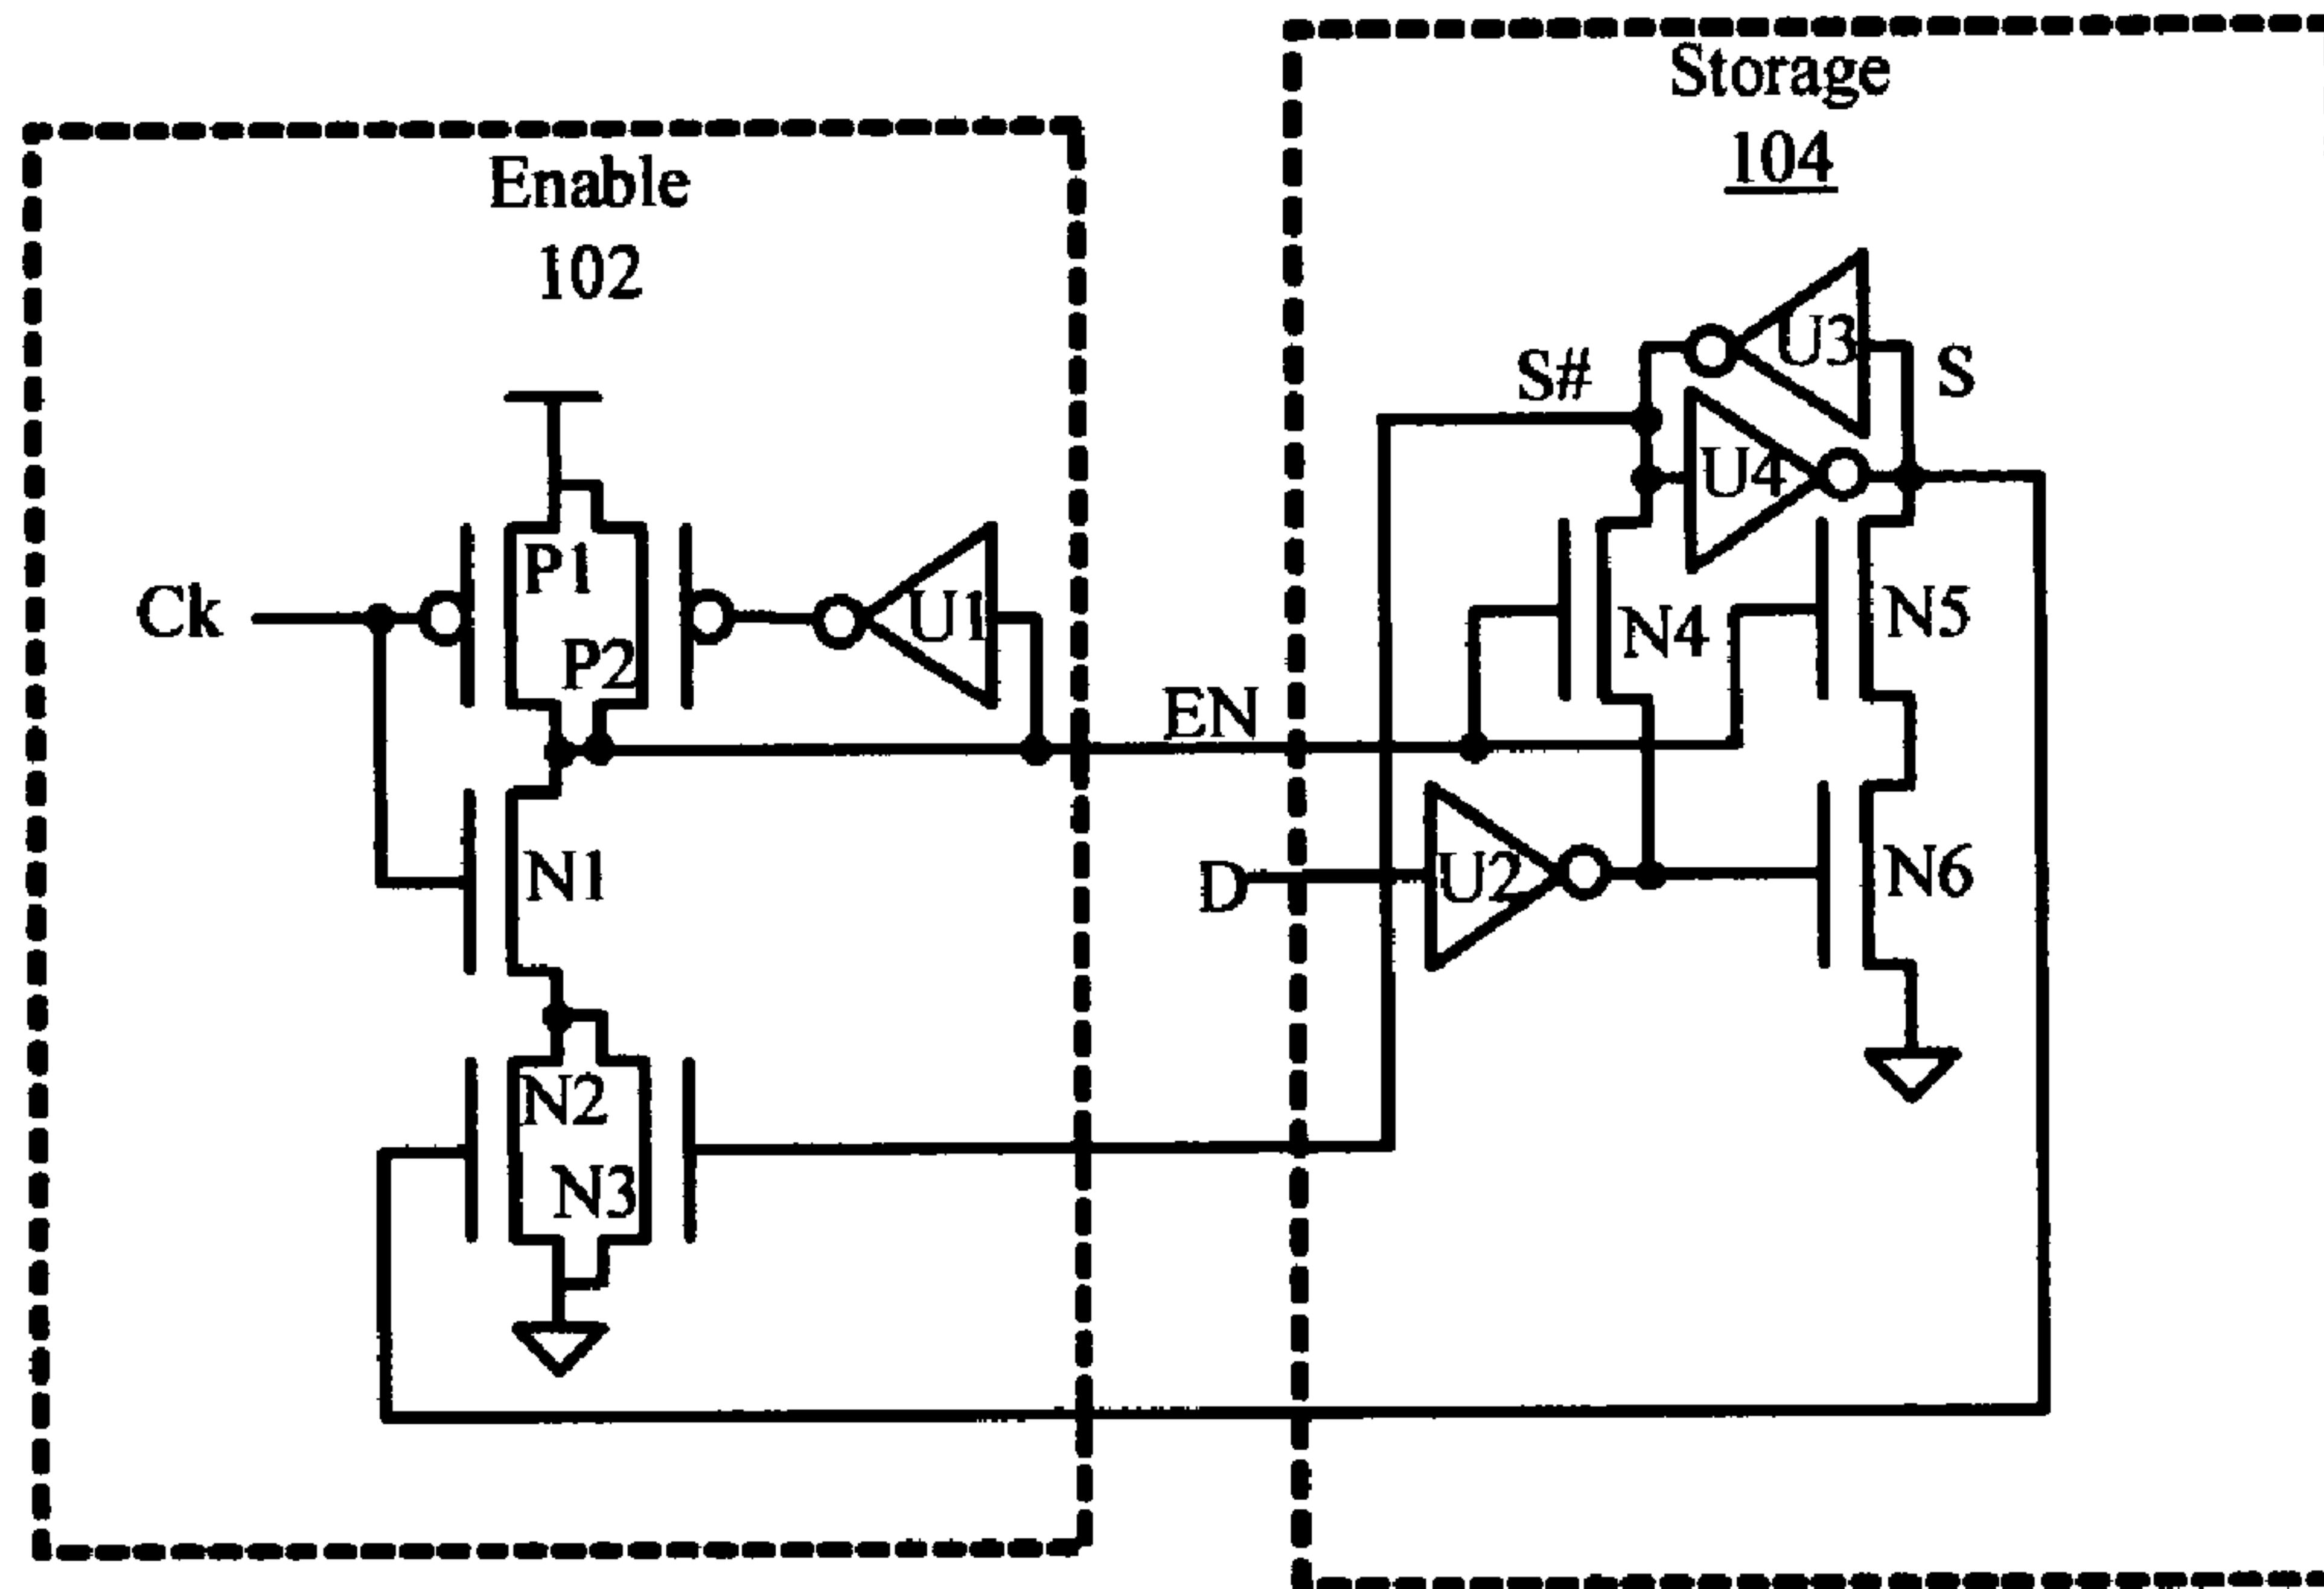 Storage
104
Enable
102
S#
U3
S
U4
P1
Ck
U1
N4
N5
P2
EN
N1
D
U2
N6
N2
N3